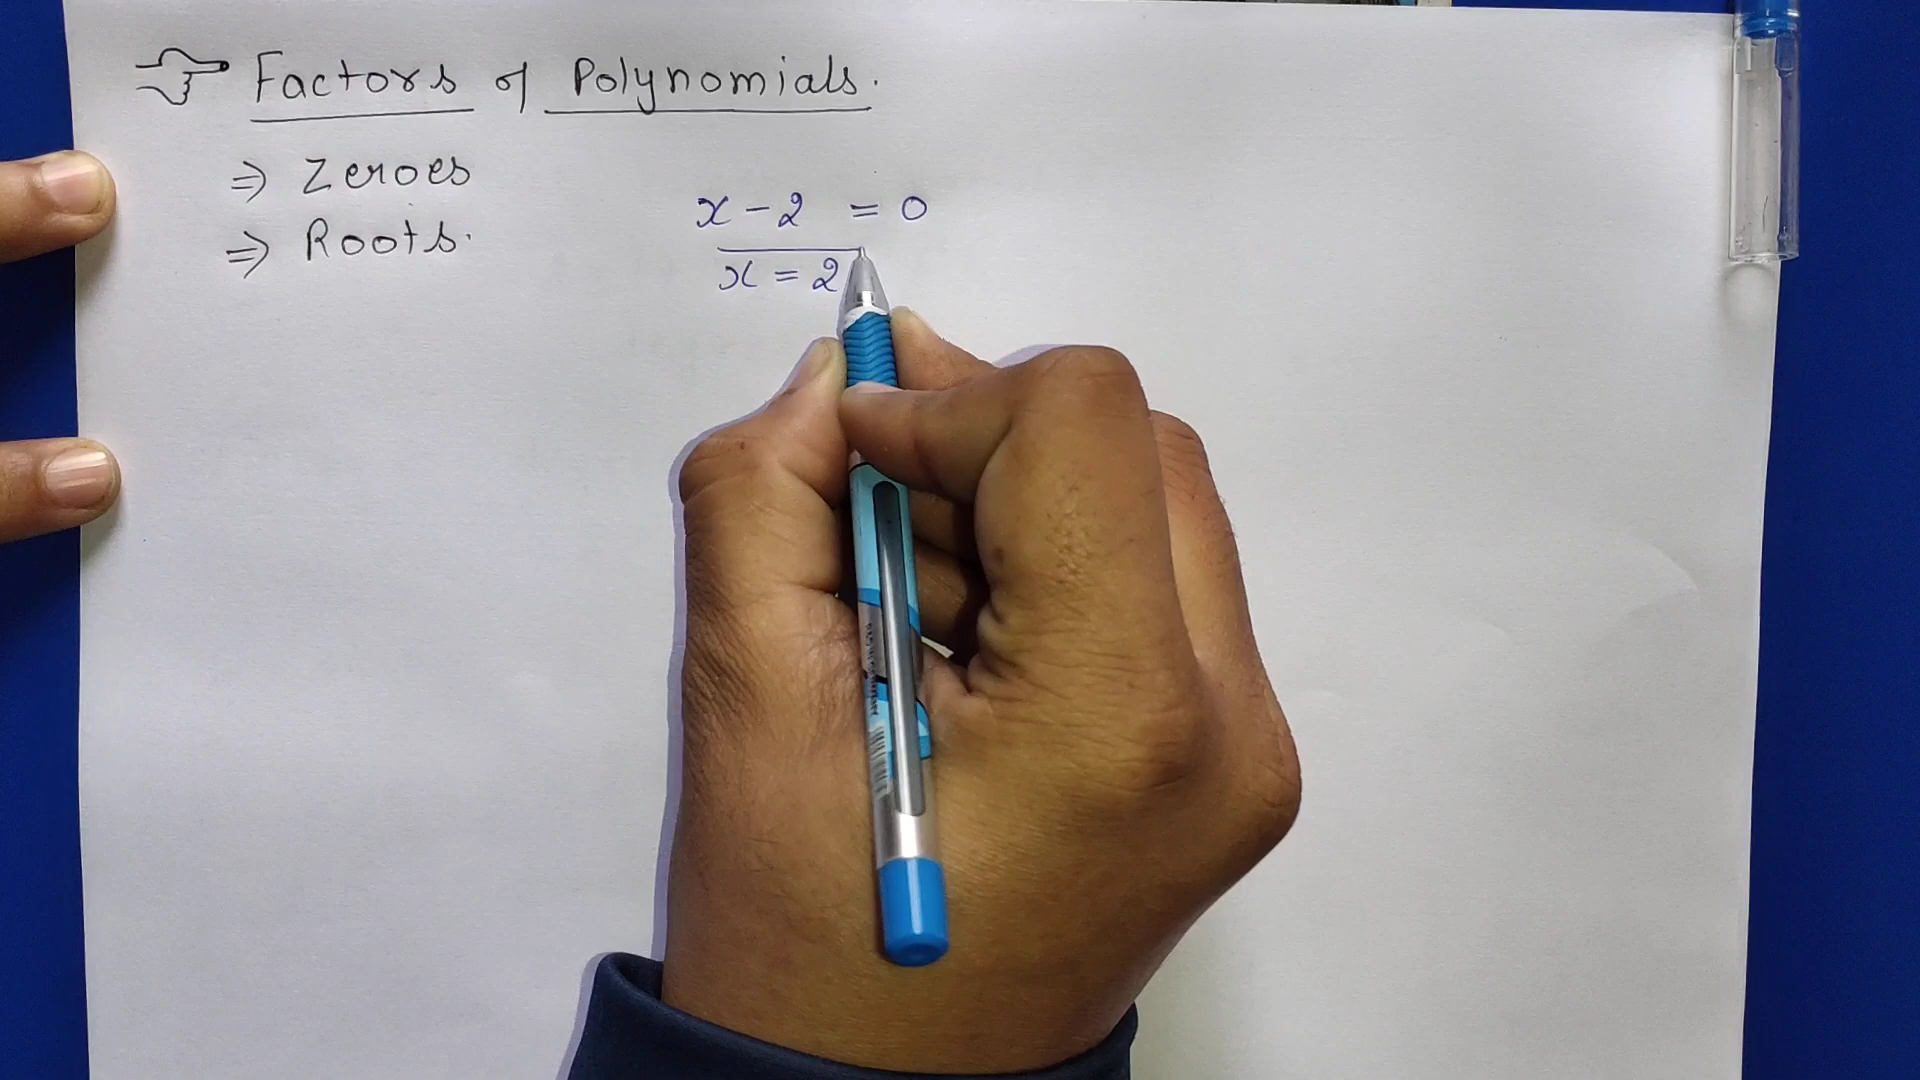 Factors of Polynomials.
⇒ Zeroes
⇒ Roots.
x - 2 = 0
x = 2